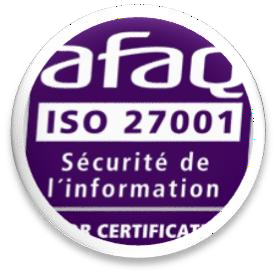 afaq
ISO 27001
Sécurité de
l'information